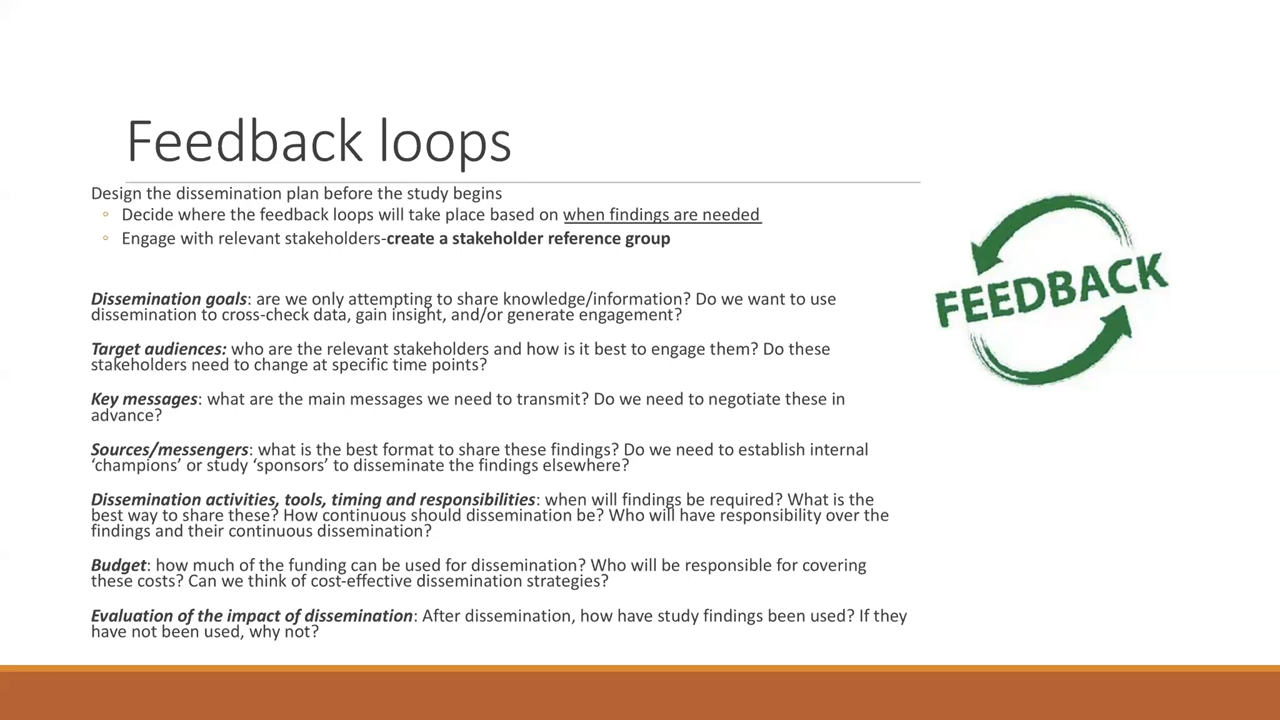 Feedback loops
Design the dissemination plan before the study begins
◦ Decide where the feedback loops will take place based on when findings are needed
◦ Engage with relevant stakeholders-create a stakeholder reference group
Dissemination goals: are we only attempting to share knowledge/information? Do we want to use
dissemination to cross-check data, gain insight, and/or generate engagement?
Target audiences: who are the relevant stakeholders and how is it best to engage them? Do these
stakeholders need to change at specific time points?
Key messages: what are the main messages we need to transmit? Do we need to negotiate these in
advance?
Sources/messengers: what is the best format to share these findings? Do we need to establish internal
‘champions’ or study ‘sponsors’ to disseminate the findings elsewhere?
Dissemination activities, tools, timing and responsibilities: when will findings be required? What is the
best way to share these? How continuous should dissemination be? Who will have responsibility over the
findings and their continuous dissemination?
Budget: how much of the funding can be used for dissemination? Who will be responsible for covering
these costs? Can we think of cost-effective dissemination strategies?
Evaluation of the impact of dissemination: After dissemination, how have study findings been used? If they
have not been used, why not?
FEEDBACK